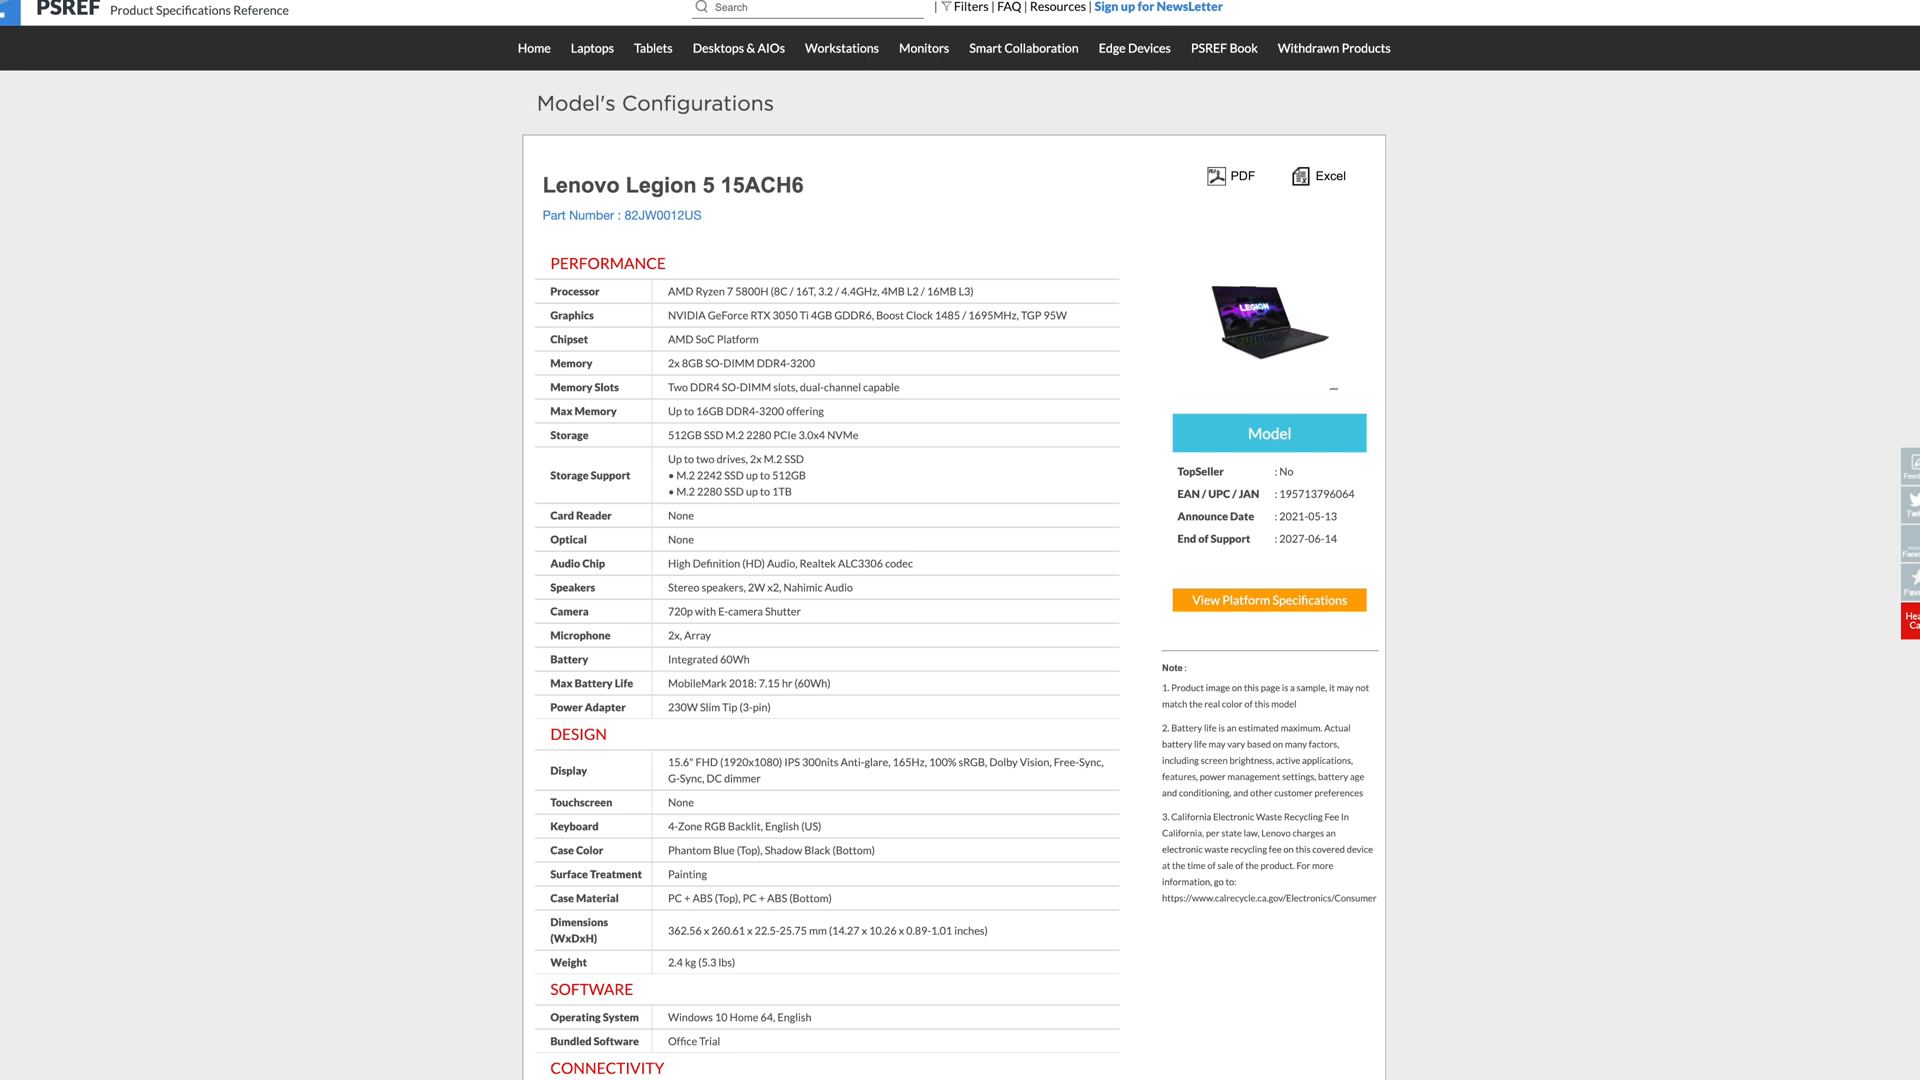 PSREF Product Specifications Reference
Search
| Filters | FAQ | Resources | Sign up for NewsLetter
Home Laptops Tablets Desktops & AIOs Workstations Monitors Smart Collaboration Edge Devices PSREF Book Withdrawn Products
Model's Configurations
Lenovo Legion 5 15ACH6
Part Number : 82JW0012US
PDF Excel
PERFORMANCE
Processor AMD Ryzen 7 5800H (8C / 16T, 3.2 / 4.4GHz, 4MB L2 / 16MB L3)
Graphics NVIDIA GeForce RTX 3050 Ti 4GB GDDR6, Boost Clock 1485 / 1695MHz, TGP 95W
Chipset AMD SoC Platform
Memory 2x 8GB SO-DIMM DDR4-3200
Memory Slots Two DDR4 SO-DIMM slots, dual-channel capable
Max Memory Up to 16GB DDR4-3200 offering
Storage 512GB SSD M.2 2280 PCIe 3.0x4 NVMe
Storage Support Up to two drives, 2x M.2 SSD
• M.2 2242 SSD up to 512GB
• M.2 2280 SSD up to 1TB
Card Reader None
Optical None
Audio Chip High Definition (HD) Audio, Realtek ALC3306 codec
Speakers Stereo speakers, 2W x2, Nahimic Audio
Camera 720p with E-camera Shutter
Microphone 2x, Array
Battery Integrated 60Wh
Max Battery Life MobileMark 2018: 7.15 hr (60Wh)
Power Adapter 230W Slim Tip (3-pin)
DESIGN
Display 15.6" FHD (1920x1080) IPS 300nits Anti-glare, 165Hz, 100% sRGB, Dolby Vision, Free-Sync,
G-Sync, DC dimmer
Touchscreen None
Keyboard 4-Zone RGB Backlit, English (US)
Case Color Phantom Blue (Top), Shadow Black (Bottom)
Surface Treatment Painting
Case Material PC + ABS (Top), PC + ABS (Bottom)
Dimensions
(WxDxH) 362.56 x 260.61 x 22.5-25.75 mm (14.27 x 10.26 x 0.89-1.01 inches)
Weight 2.4 kg (5.3 lbs)
SOFTWARE
Operating System Windows 10 Home 64, English
Bundled Software Office Trial
CONNECTIVITY
LEGION
Model
TopSeller : No
EAN / UPC / JAN : 195713796064
Announce Date : 2021-05-13
End of Support : 2027-06-14
View Platform Specifications
Note :
1. Product image on this page is a sample, it may not
match the real color of this model
2. Battery life is an estimated maximum. Actual
battery life may vary based on many factors,
including screen brightness, active applications,
features, power management settings, battery age
and conditioning, and other customer preferences
3. California Electronic Waste Recycling Fee In
California, per state law, Lenovo charges an
electronic waste recycling fee on this covered device
at the time of sale of the product. For more
information, go to:
https://www.calrecycle.ca.gov/Electronics/Consumer